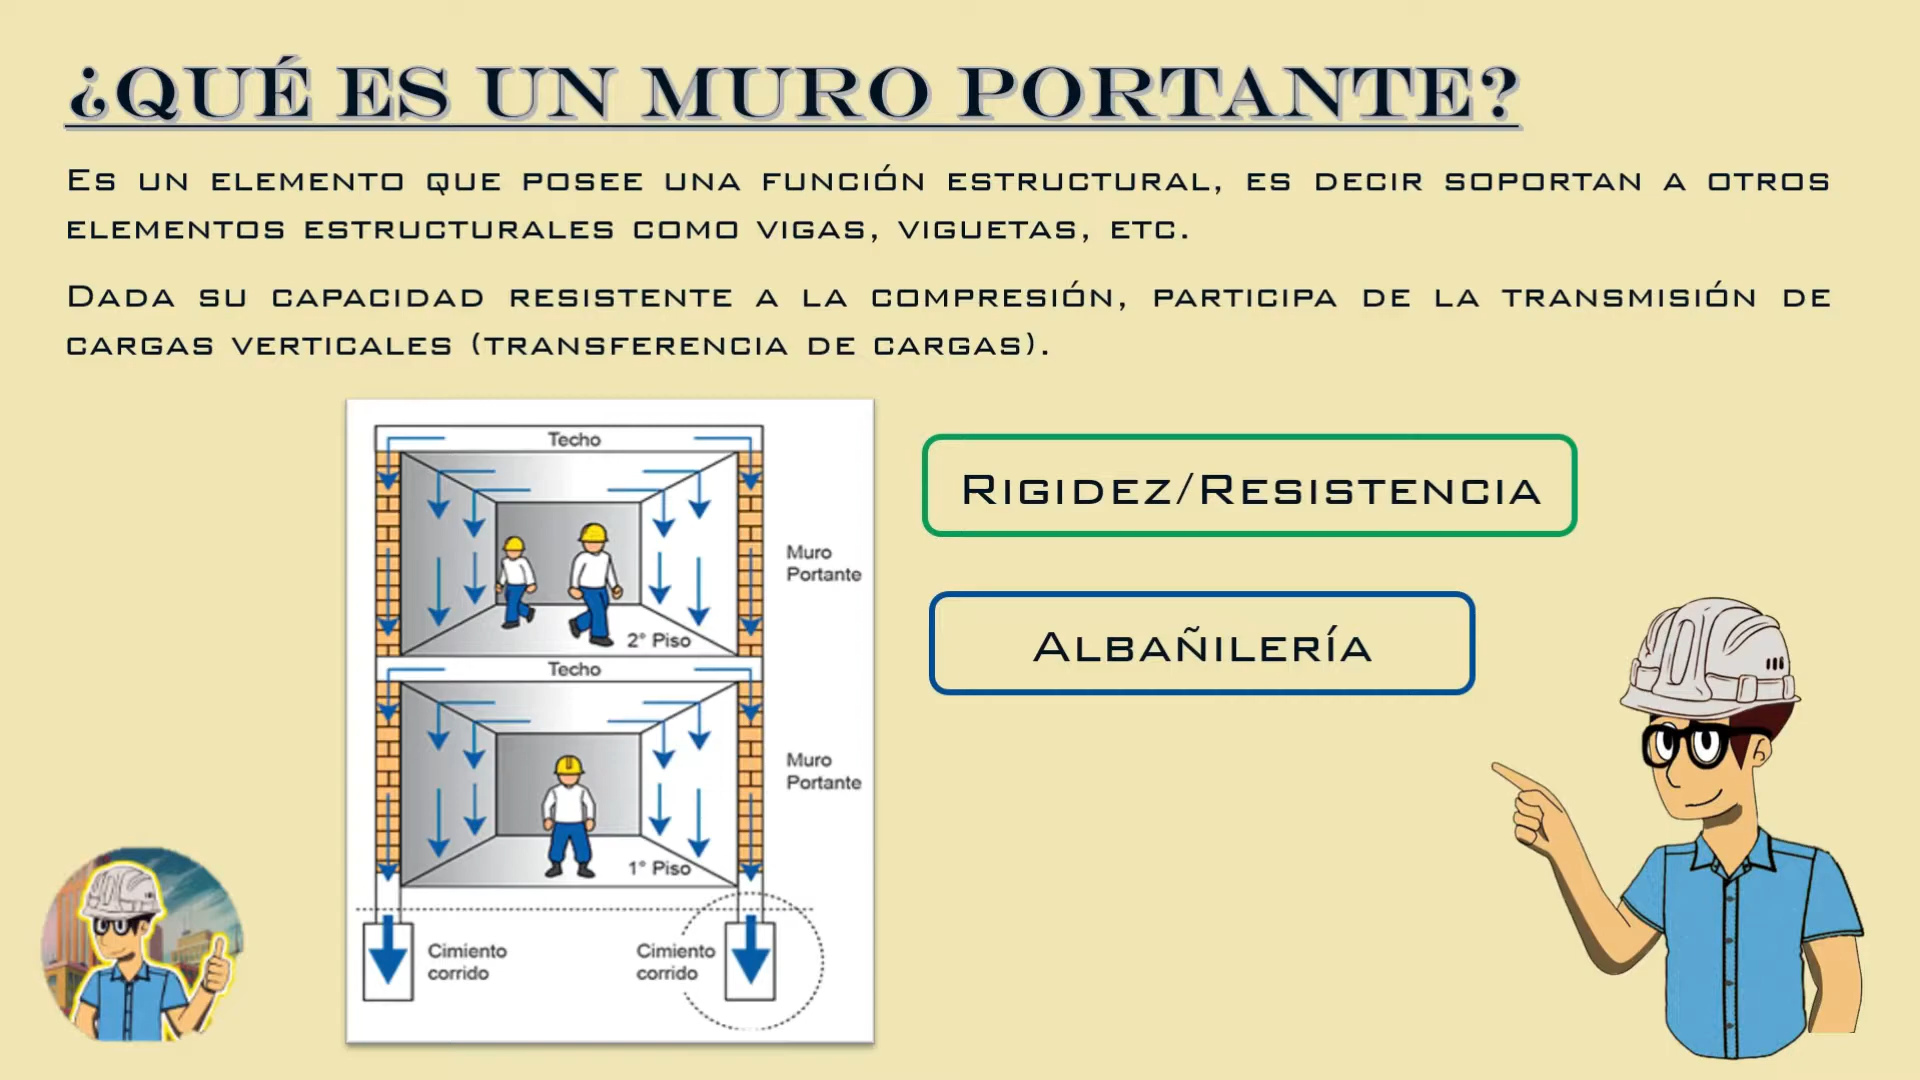 ¿QUÉ ES UN MURO PORTANTE?
ES UN ELEMENTO QUE POSEE UNA FUNCIÓN ESTRUCTURAL, ES DECIR SOPORTAN A OTROS
ELEMENTOS ESTRUCTURALES COMO VIGAS, VIGUETAS, ETC.
DADA SU CAPACIDAD RESISTENTE A LA COMPRESIÓN, PARTICIPA DE LA TRANSMISIÓN DE
CARGAS VERTICALES (TRANSFERENCIA DE CARGAS).
Techo
Muro
Portante
2° Piso
Techo
Muro
Portante
1° Piso
Cimiento
corrido
Cimiento
corrido
RIGIDEZ/RESISTENCIA
ALBAÑILERÍA